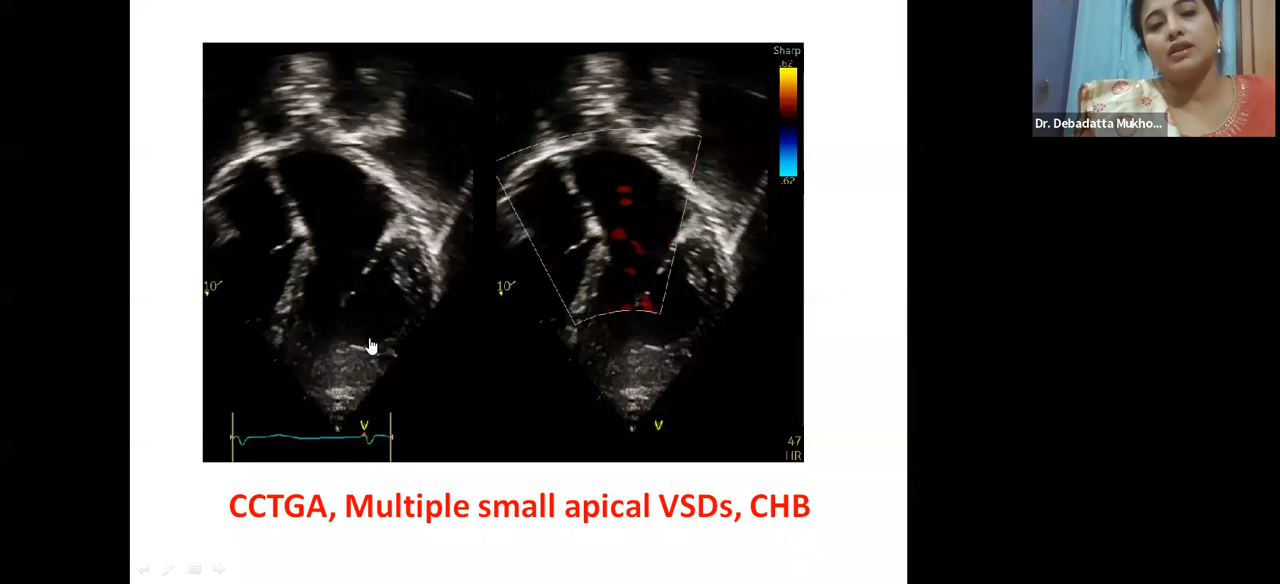 Sharp
.62
.62
Dr. Debadatta Mukho...
10
10
V
V
47
HR
CCTGA, Multiple small apical VSDs, CHB